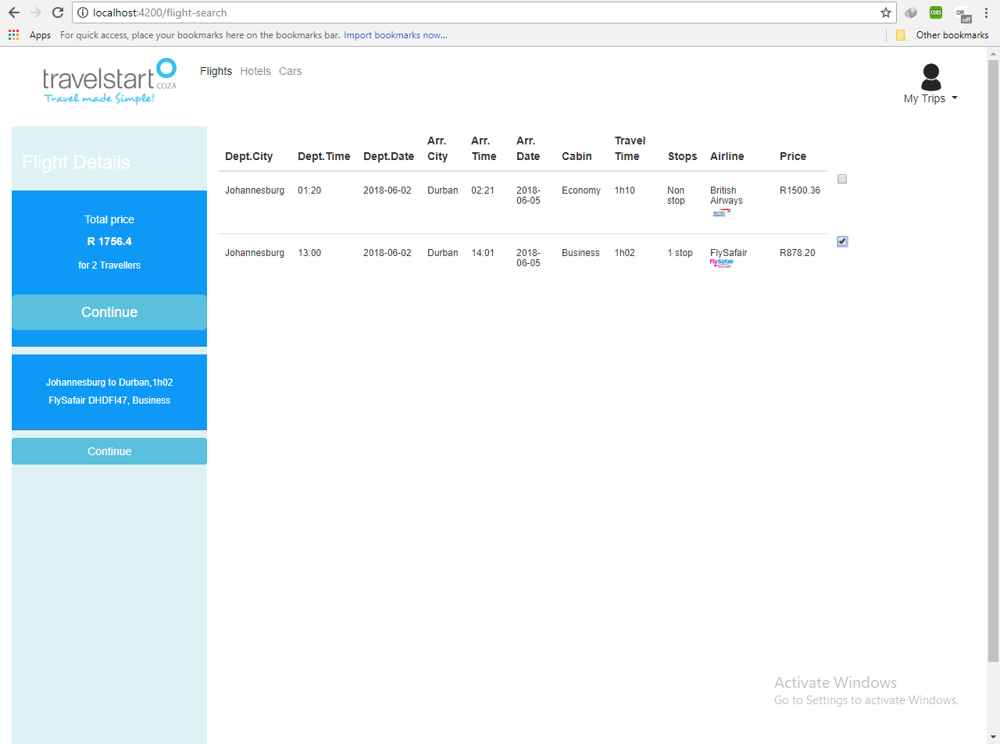 localhost:4200/flight-search
CORS
CORS
off
Apps
For quick access, place your bookmarks here on the bookmarks bar. Import bookmarks now...
Other bookmarks
travelstart
COZA
Travel made Simple!
Flights Hotels Cars
My Trips
Flight Details
Total price
R 1756.4
for 2 Travellers
Continue
Johannesburg to Durban,1h02
FlySafair DHDFI47, Business
Continue
Dept.City Dept.Time Dept.Date Arr. City Arr. Time Arr. Date Cabin Travel Time Stops Airline Price
Johannesburg 01:20 2018-06-02 Durban 02:21 2018-06-05 Economy 1h10 Non stop British Airways R1500.36
Johannesburg 13:00 2018-06-02 Durban 14:01 2018-06-05 Business 1h02 1 stop FlySafair R878.20
FlySafair
Activate Windows
Go to Settings to activate Windows.